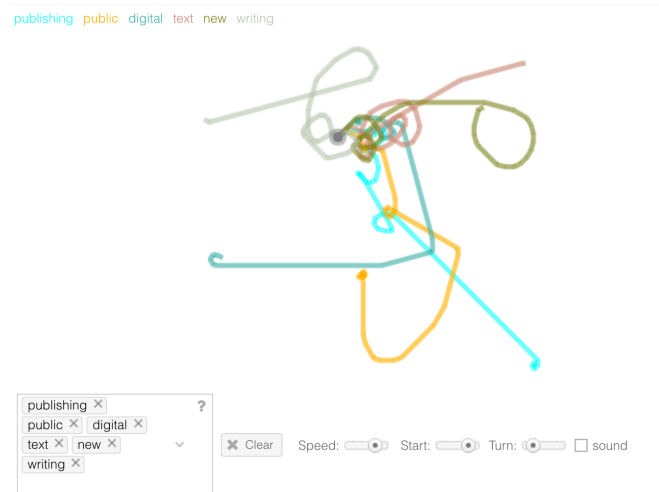 publishing public digital text new writing
publishing ✕ ?
public ✕ digital ✕
text ✕ new ✕
writing ✕
✖ Clear Speed: Start: Turn: sound